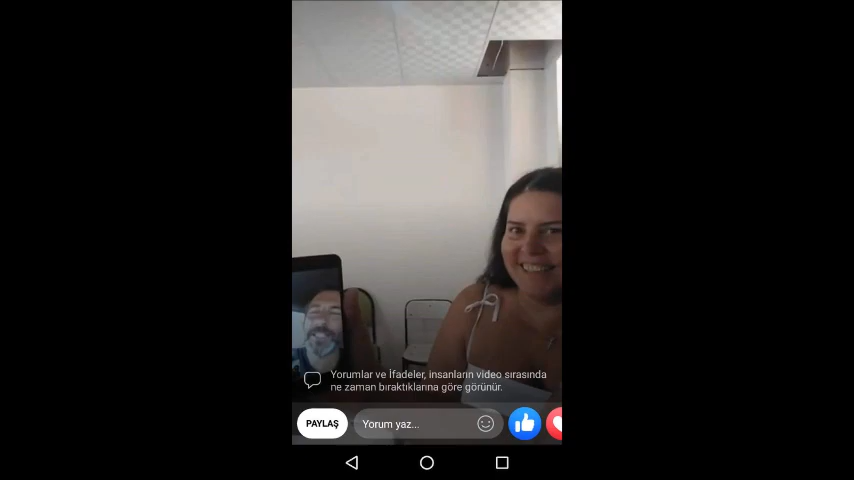 Yorumlar ve İfadeler, insanların video sırasında
ne zaman bıraktıklarına göre görünür.
PAYLAŞ
Yorum yaz...